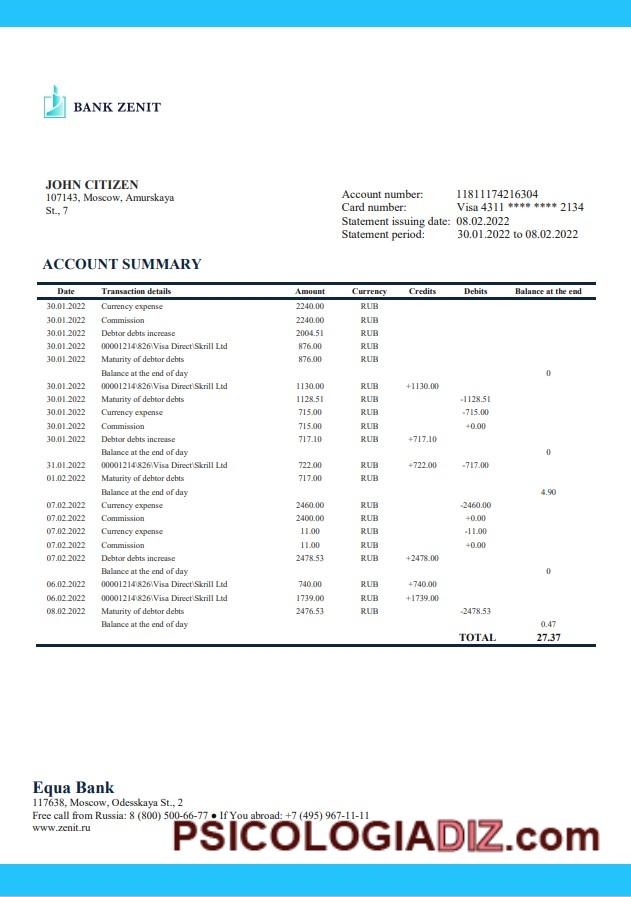 BANK ZENIT
JOHN CITIZEN
107143, Moscow, Amurskaya
St., 7
Account number: 11811174216304
Card number: Visa 4311 **** **** 2134
Statement issuing date: 08.02.2022
Statement period: 30.01.2022 to 08.02.2022
ACCOUNT SUMMARY
Date Transaction details Amount Currency Credits Debits Balance at the end
30.01.2022 Currency expense 2240.00 RUB
30.01.2022 Commission 2240.00 RUB
30.01.2022 Debtor debts increase 2004.51 RUB
30.01.2022 00001214\826\Visa Direct\Skrill Ltd 876.00 RUB
30.01.2022 Maturity of debtor debts 876.00 RUB
Balance at the end of day 0
30.01.2022 00001214\826\Visa Direct\Skrill Ltd 1130.00 RUB +1130.00
30.01.2022 Maturity of debtor debts 1128.51 RUB -1128.51
30.01.2022 Currency expense 715.00 RUB -715.00
30.01.2022 Commission 715.00 RUB +0.00
30.01.2022 Debtor debts increase 717.10 RUB +717.10
Balance at the end of day 0
31.01.2022 00001214\826\Visa Direct\Skrill Ltd 722.00 RUB +722.00 -717.00
01.02.2022 Maturity of debtor debts 717.00 RUB
Balance at the end of day 4.90
07.02.2022 Currency expense 2460.00 RUB -2460.00
07.02.2022 Commission 2400.00 RUB +0.00
07.02.2022 Currency expense 11.00 RUB -11.00
07.02.2022 Commission 11.00 RUB +0.00
07.02.2022 Debtor debts increase 2478.53 RUB +2478.00
Balance at the end of day 0
06.02.2022 00001214\826\Visa Direct\Skrill Ltd 740.00 RUB +740.00
06.02.2022 00001214\826\Visa Direct\Skrill Ltd 1739.00 RUB +1739.00
08.02.2022 Maturity of debtor debts 2476.53 RUB -2478.53
Balance at the end of day 0.47
TOTAL 27.37
Equa Bank
117638, Moscow, Odesskaya St., 2
Free call from Russia: 8 (800) 500-66-77 ● If You abroad: +7 (495) 967-11-11
www.zenit.ru
PSICOLOGIADIZ.com